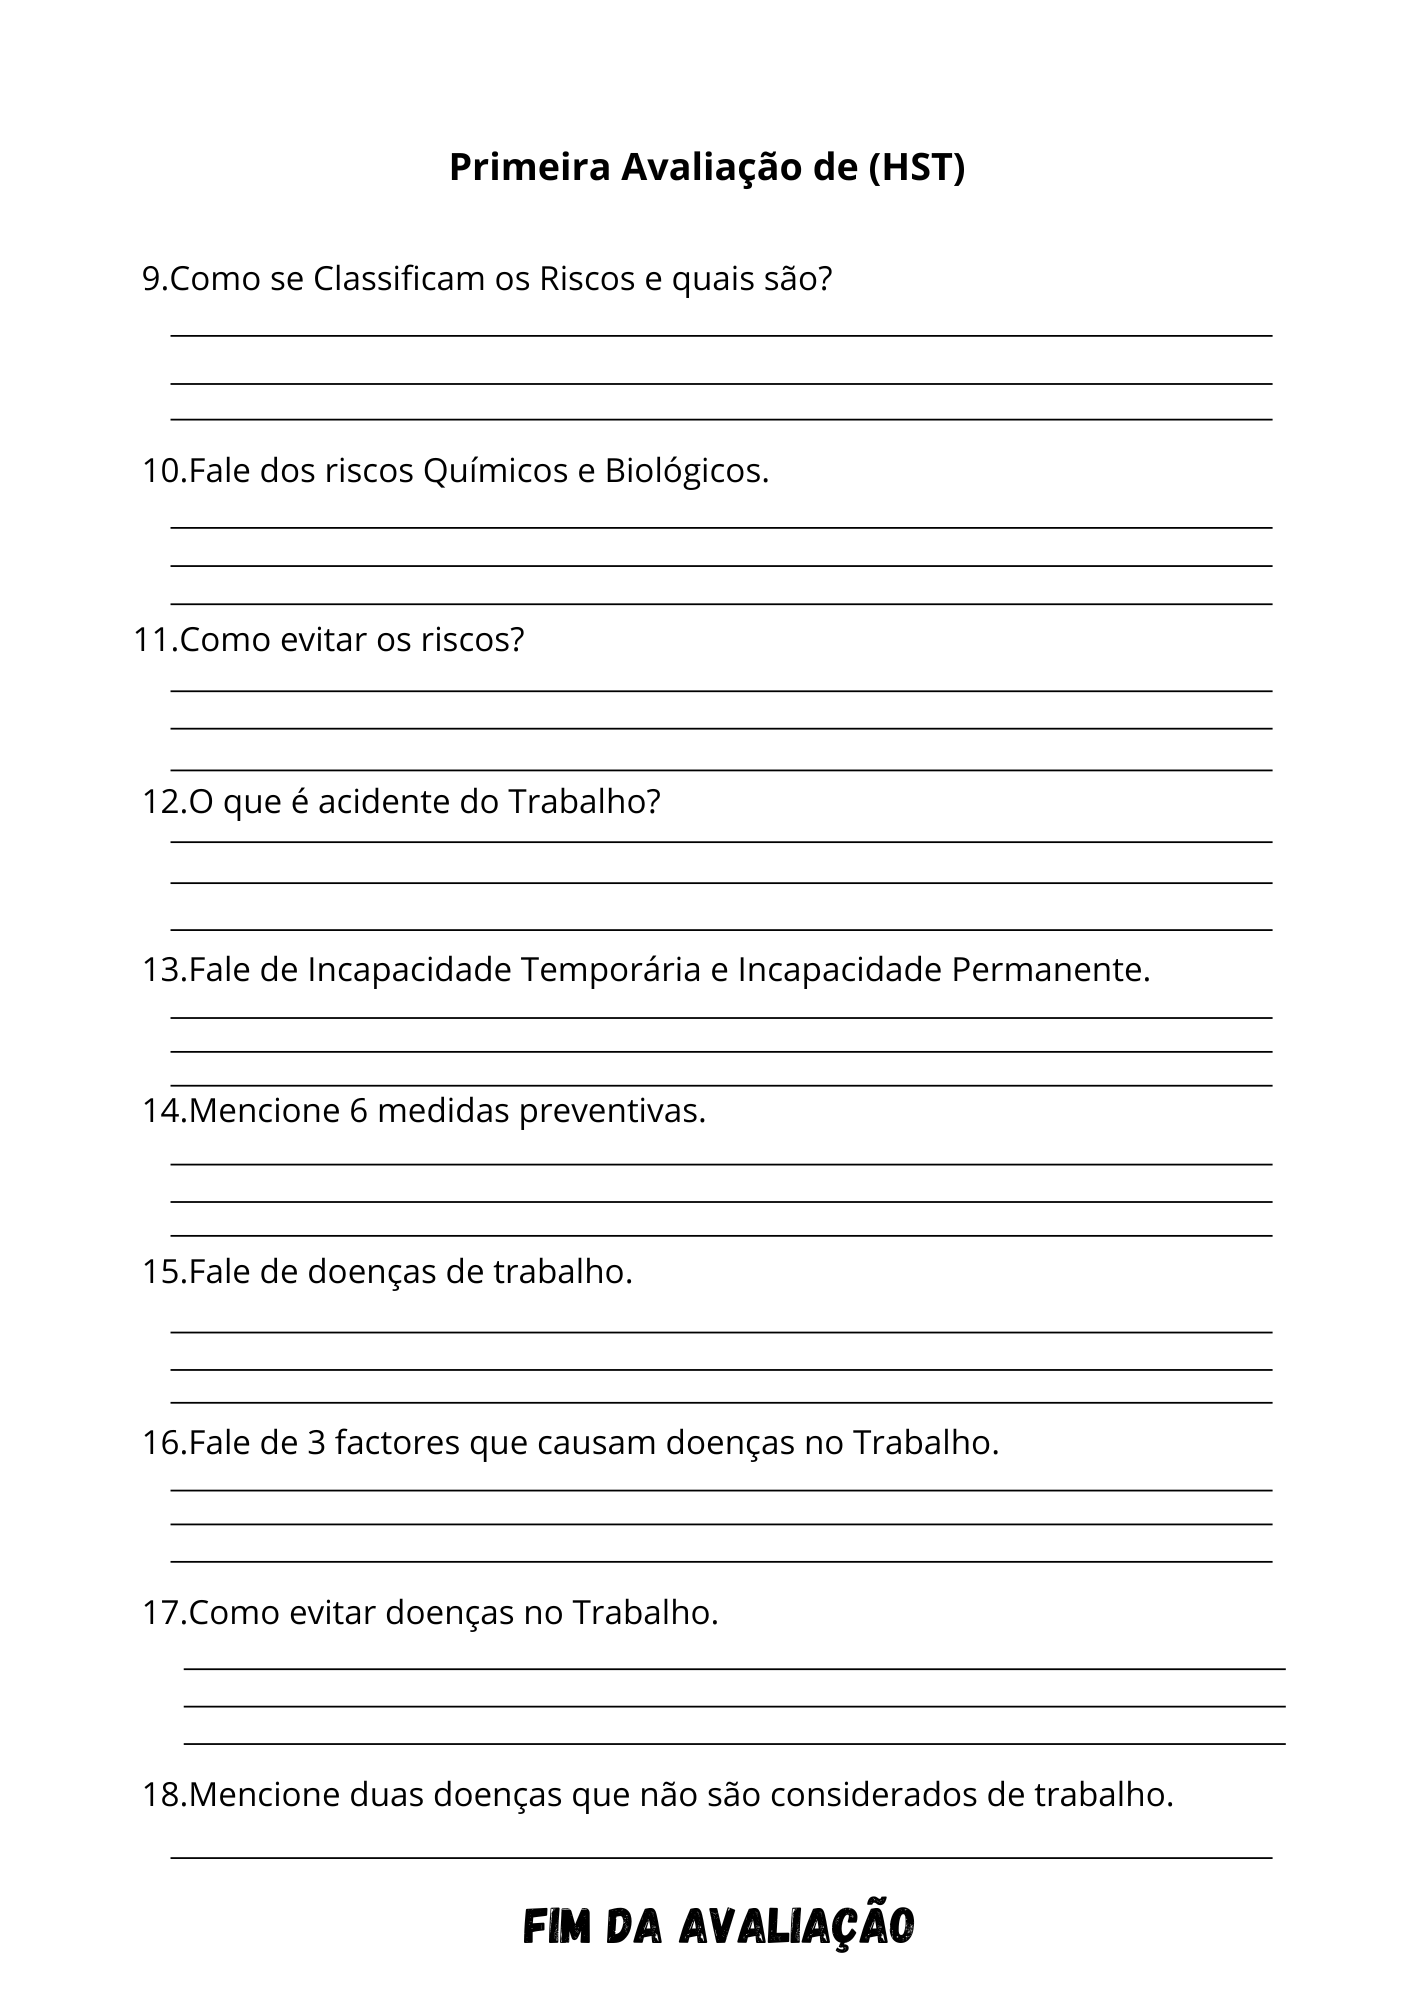 Primeira Avaliação de (HST)
9.Como se Classificam os Riscos e quais são?
10.Fale dos riscos Químicos e Biológicos.
11.Como evitar os riscos?
12.O que é acidente do Trabalho?
13.Fale de Incapacidade Temporária e Incapacidade Permanente.
14.Mencione 6 medidas preventivas.
15.Fale de doenças de trabalho.
16.Fale de 3 factores que causam doenças no Trabalho.
17.Como evitar doenças no Trabalho.
18.Mencione duas doenças que não são considerados de trabalho.
FIM DA AVALIAÇÃO